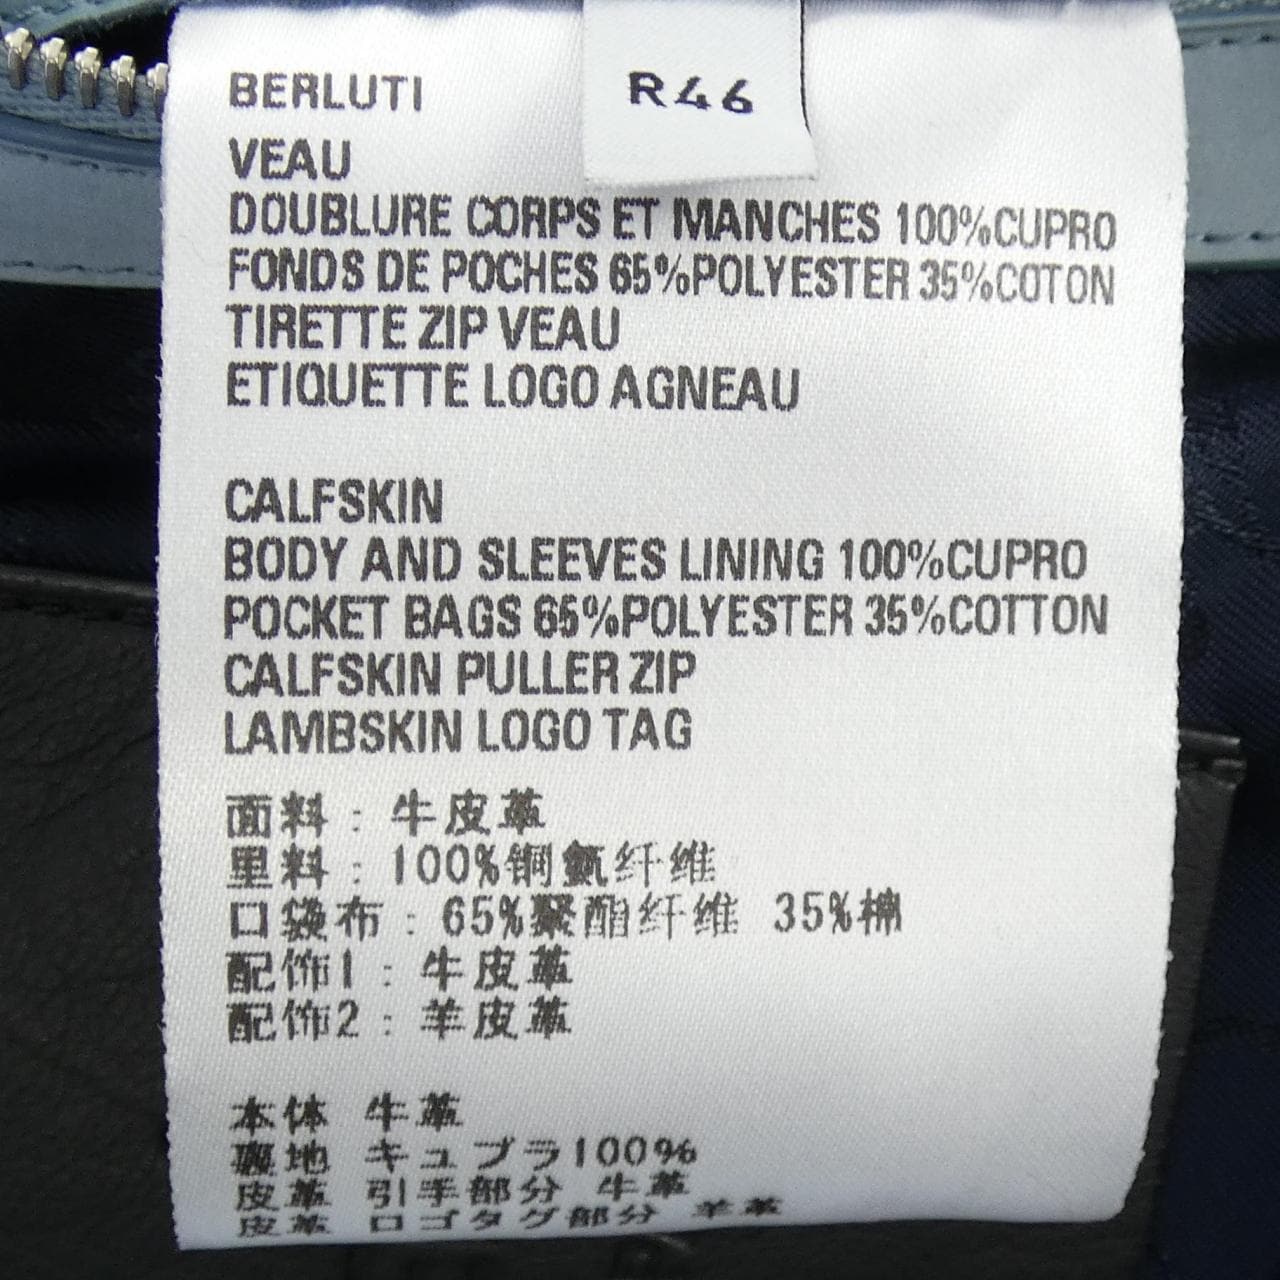 R46
BERLUTI
VEAU
DOUBLURE CORPS ET MANCHES 100%CUPRO
FONDS DE POCHES 65%POLYESTER 35%COTON
TIRETTE ZIP VEAU
ETIQUETTE LOGO AGNEAU
CALFSKIN
BODY AND SLEEVES LINING 100%CUPRO
POCKET BAGS 65%POLYESTER 35%COTTON
CALFSKIN PULLER ZIP
LAMBSKIN LOGO TAG
面料：牛皮革
里料：100%铜氨纤维
口袋布：65%聚酯纤维 35%棉
配饰1：牛皮革
配饰2：羊皮革
本体 牛革
裏地 キュプラ100%
皮革 引手部分 牛革
皮革 ロゴタグ部分 羊革